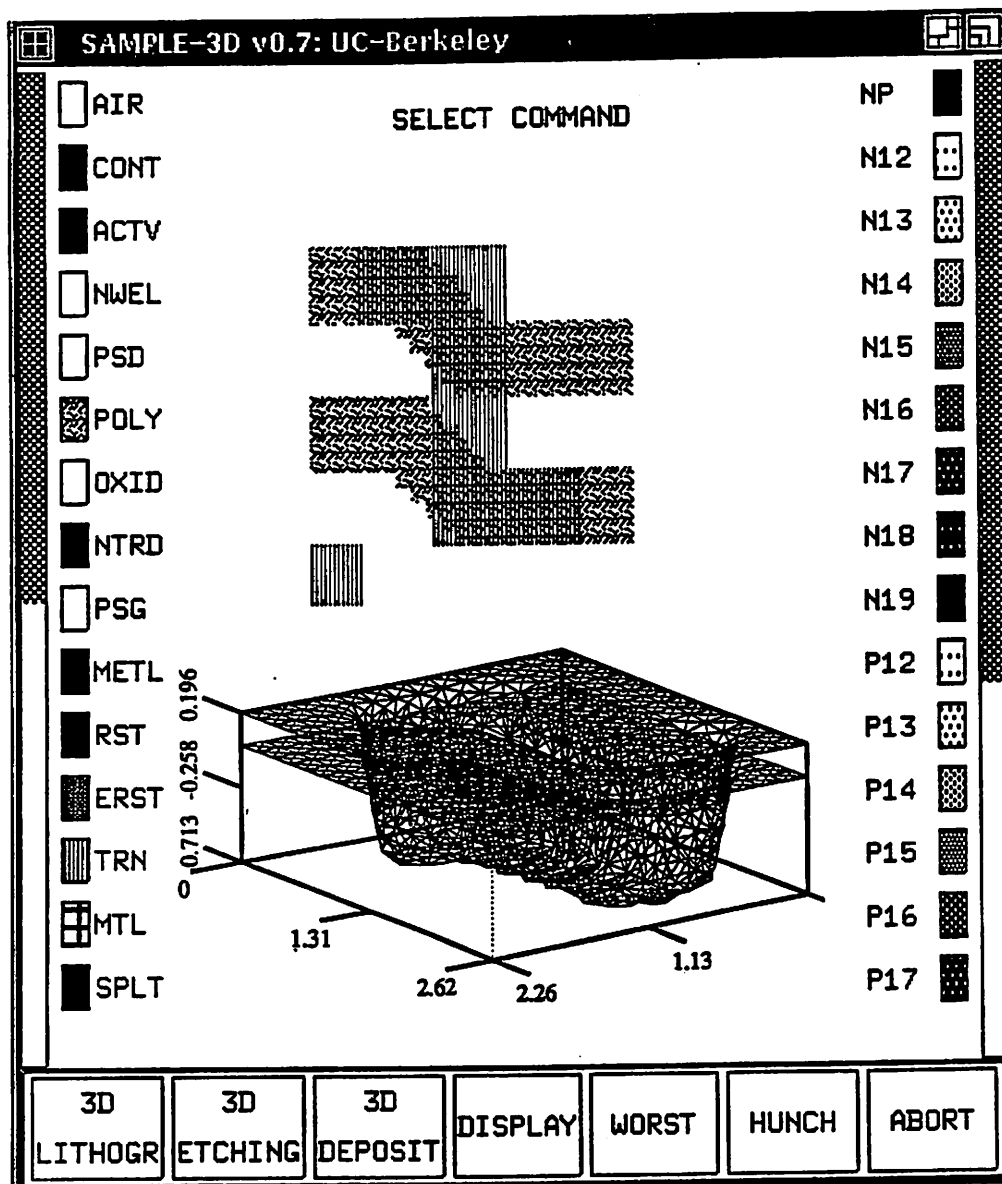 SAMPLE-3D v0.7: UC-Berkeley
SELECT COMMAND
AIR
CONT
ACTV
NWEL
PSD
POLY
OXID
NTRD
PSG
METL
RST
ERST
TRN
MTL
SPLT
NP
N12
N13
N14
N15
N16
N17
N18
N19
P12
P13
P14
P15
P16
P17
0.196
-0.258
-0.713
0
1.31
2.62
2.26
1.13
3D LITHOGR
3D ETCHING
3D DEPOSIT
DISPLAY
WORST
HUNCH
ABORT